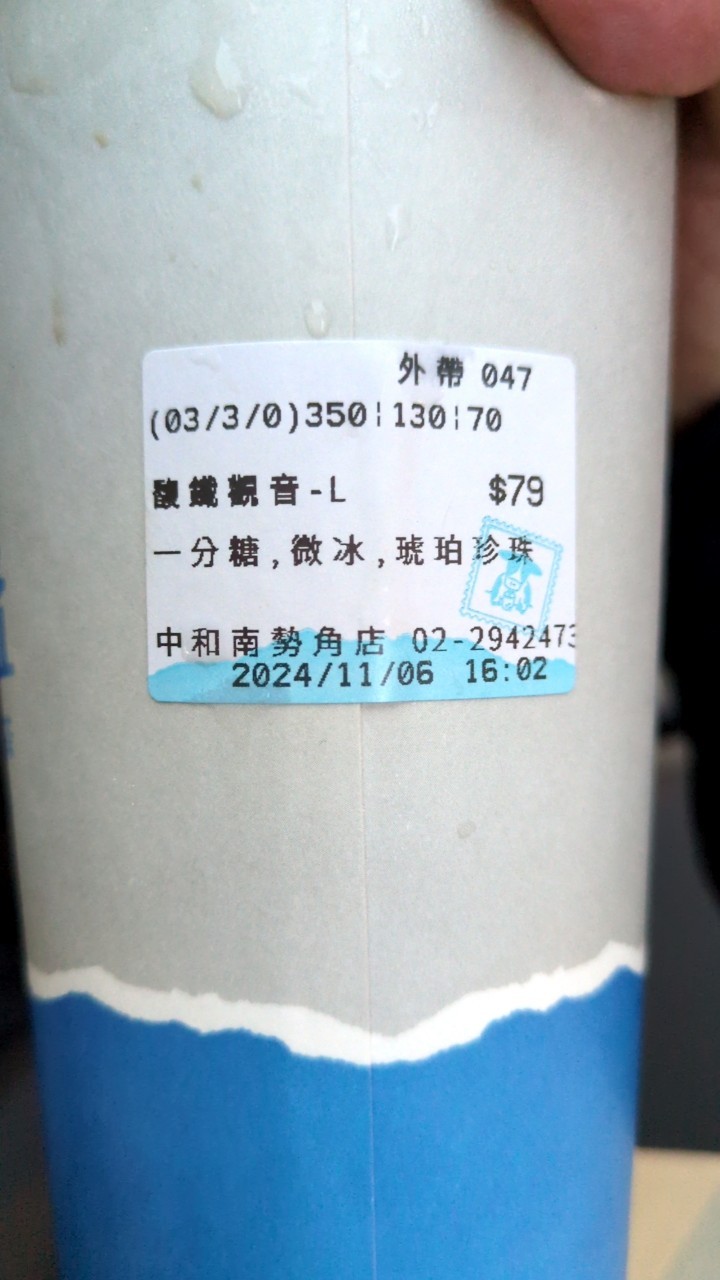 外帶 047
(03/3/0)350¦130¦70
馥鐵觀音-L $79
一分糖,微冰,琥珀珍珠
中和南勢角店 02-2942473
2024/11/06 16:02